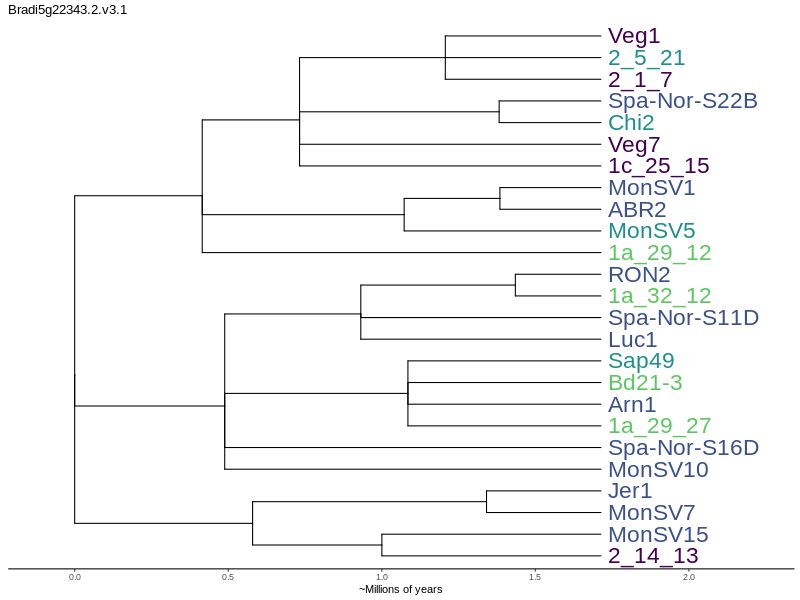 Bradi5g22343.2.v3.1
Veg1
2_5_21
2_1_7
Spa-Nor-S22B
Chi2
Veg7
1c_25_15
MonSV1
ABR2
MonSV5
1a_29_12
RON2
1a_32_12
Spa-Nor-S11D
Luc1
Sap49
Bd21-3
Arn1
1a_29_27
Spa-Nor-S16D
MonSV10
Jer1
MonSV7
MonSV15
2_14_13
0.0 0.5 1.0 1.5 2.0
~Millions of years